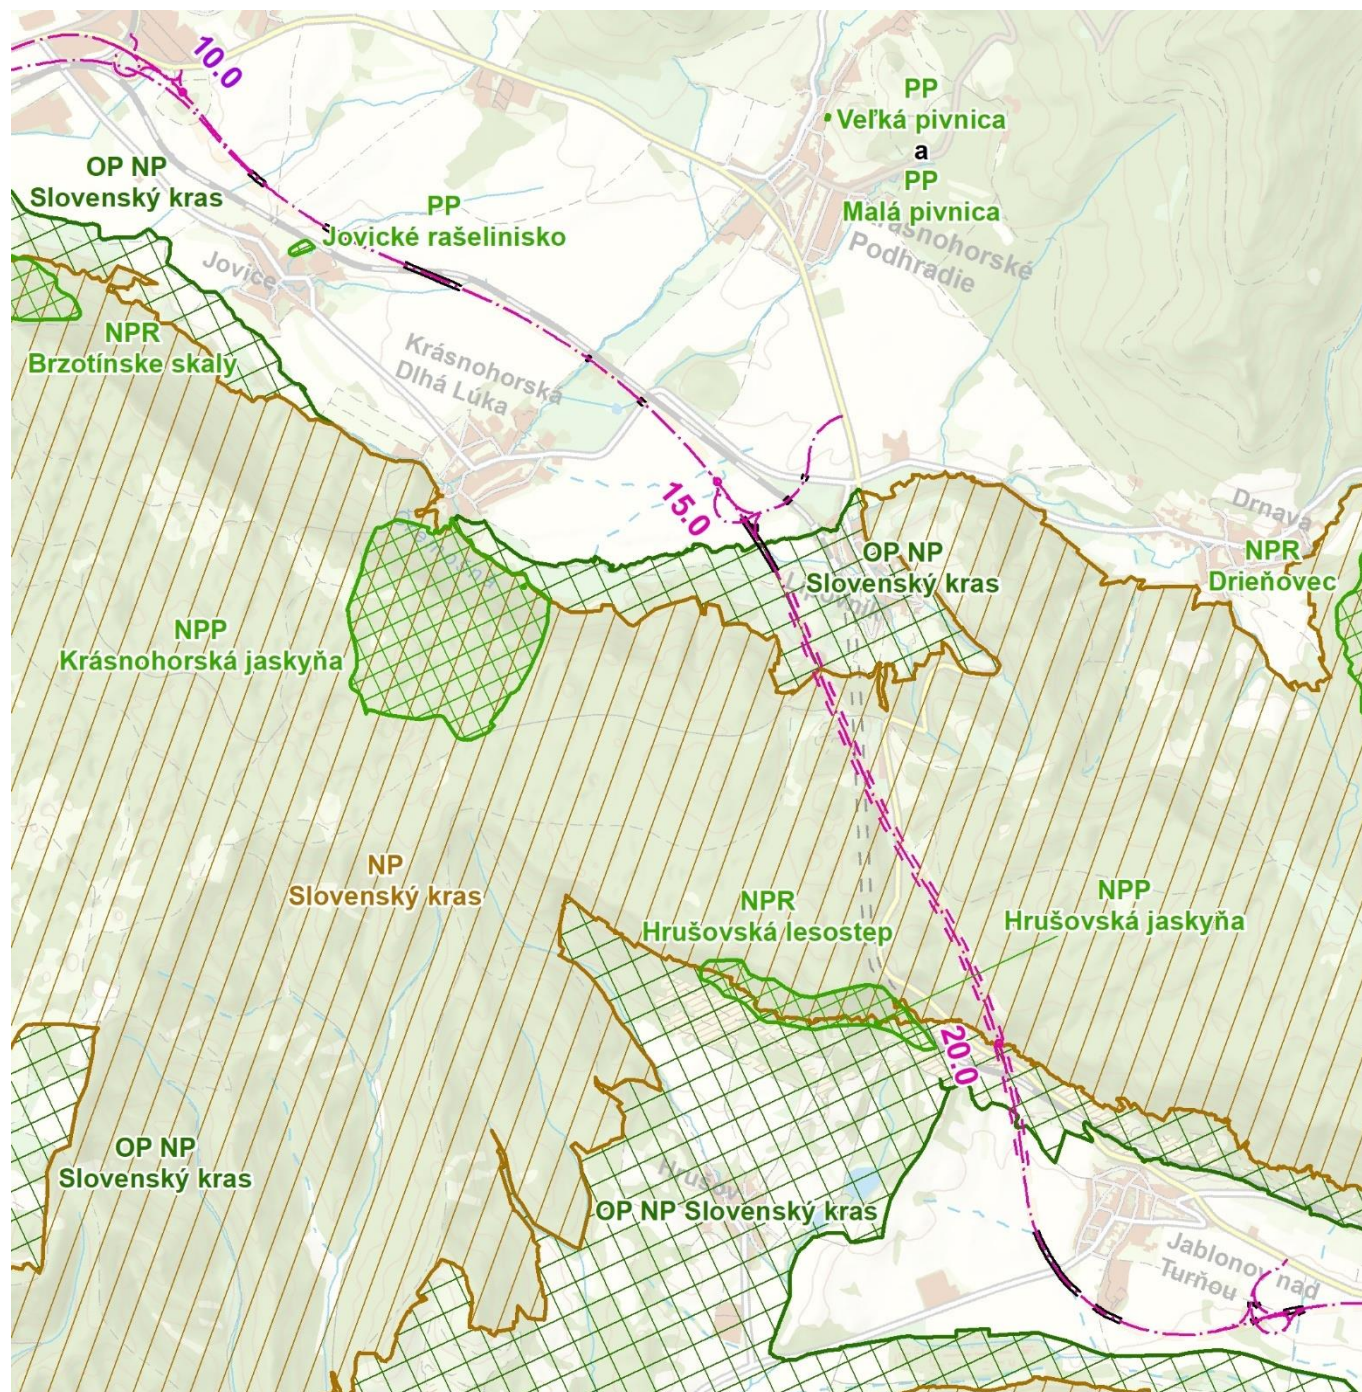 10.0
PP
Veľká pivnica
a
PP
Malá pivnica
Krásnohorské
Podhradie
OP NP
Slovenský kras
PP
Jovické rašelinisko
Jovice
NPR
Brzotínske skaly
Krásnohorská
Dlhá Lúka
15.0
Drnava
OP NP
Slovenský kras
NPR
Drieňovec
NPP
Krásnohorská jaskyňa
NP
Slovenský kras
NPR
Hrušovská lesostep
NPP
Hrušovská jaskyňa
20.0
OP NP
Slovenský kras
Hrušov
OP NP Slovenský kras
Jablonov nad
Turňou